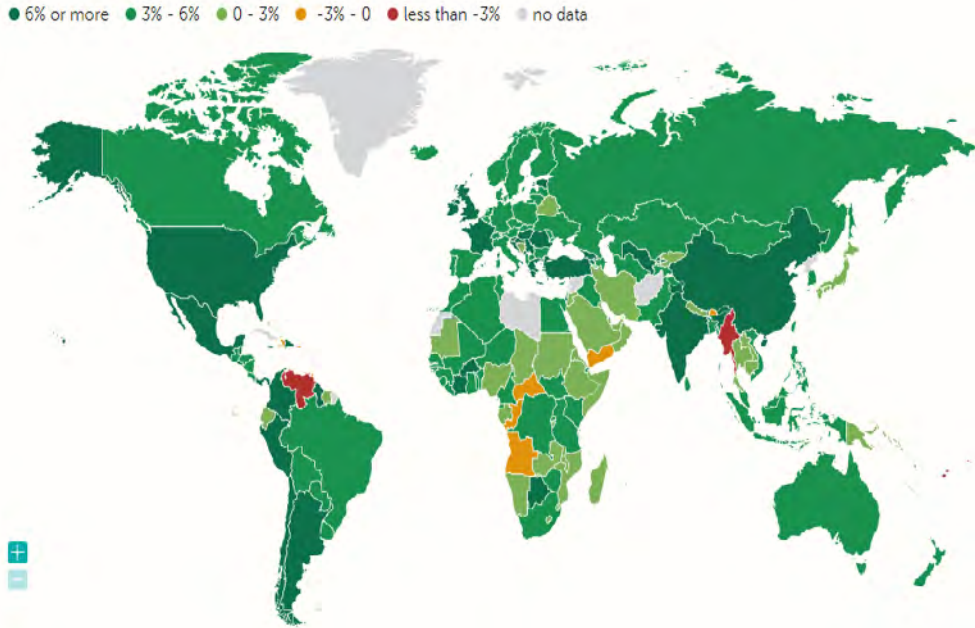 6% or more 3% - 6% 0 - 3% -3% - 0 less than -3% no data
+
−